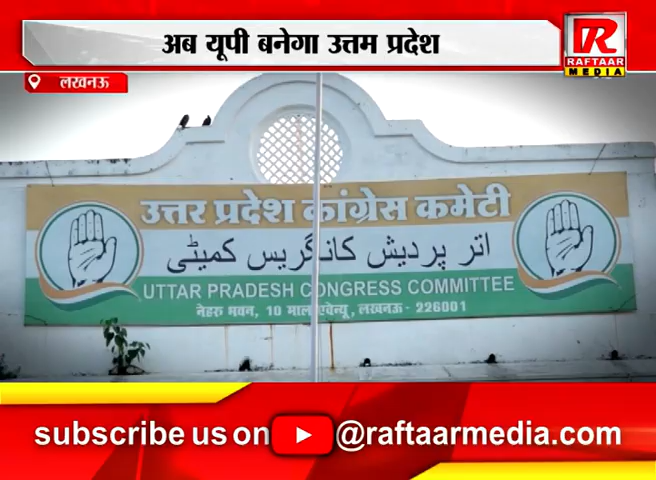 अब यूपी बनेगा उत्तम प्रदेश
R
RAFTAAR
MEDIA
लखनऊ
उत्तर प्रदेश कांग्रेस कमेटी
اتر پردیش کانگریس کمیٹی
UTTAR PRADESH CONGRESS COMMITTEE
नेहरु भवन, 10 माल एवेन्यू, लखनऊ - 226001
subscribe us on @raftaarmedia.com